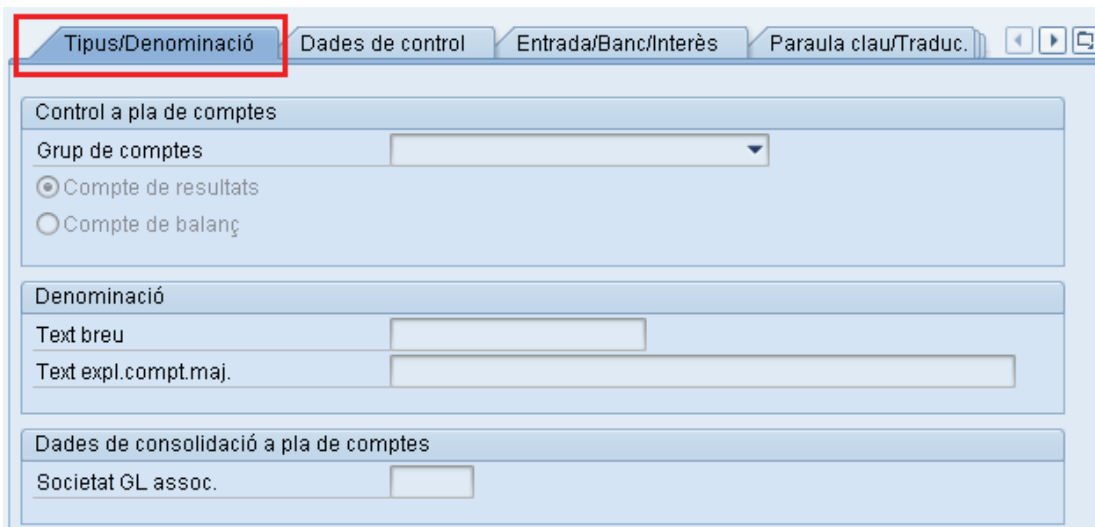 Tipus/Denominació Dades de control Entrada/Banc/Interès Paraula clau/Traduc.
Control a pla de comptes
Grup de comptes
Compte de resultats
Compte de balanç
Denominació
Text breu
Text expl.compt.maj.
Dades de consolidació a pla de comptes
Societat GL assoc.